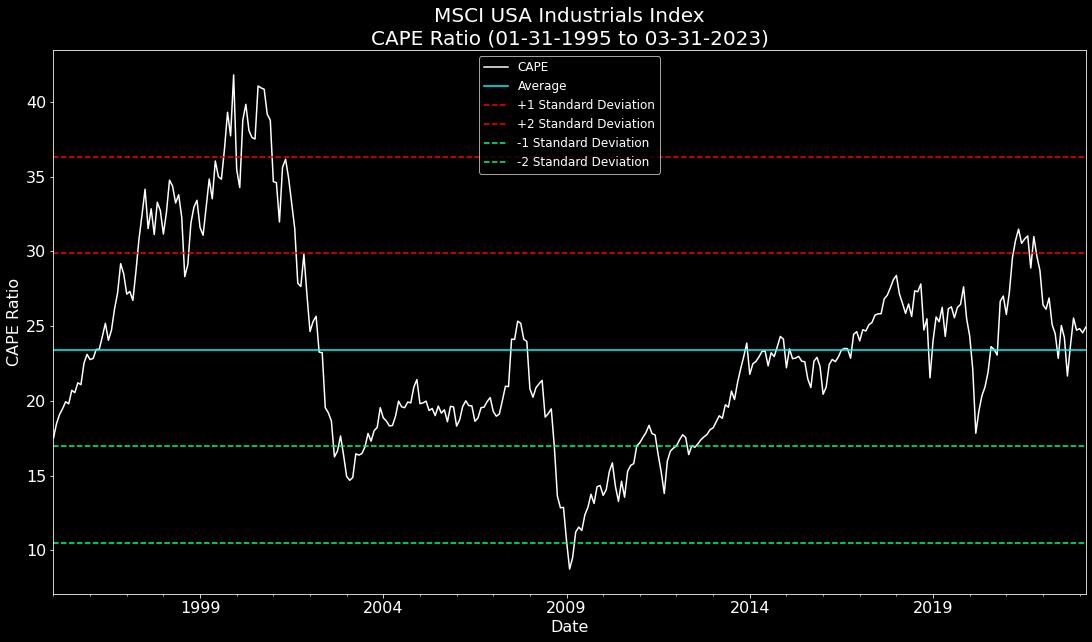 MSCI USA Industrials Index
CAPE Ratio (01-31-1995 to 03-31-2023)
CAPE
Average
+1 Standard Deviation
+2 Standard Deviation
-1 Standard Deviation
-2 Standard Deviation
CAPE Ratio
40
35
30
25
20
15
10
1999 2004 2009 2014 2019
Date